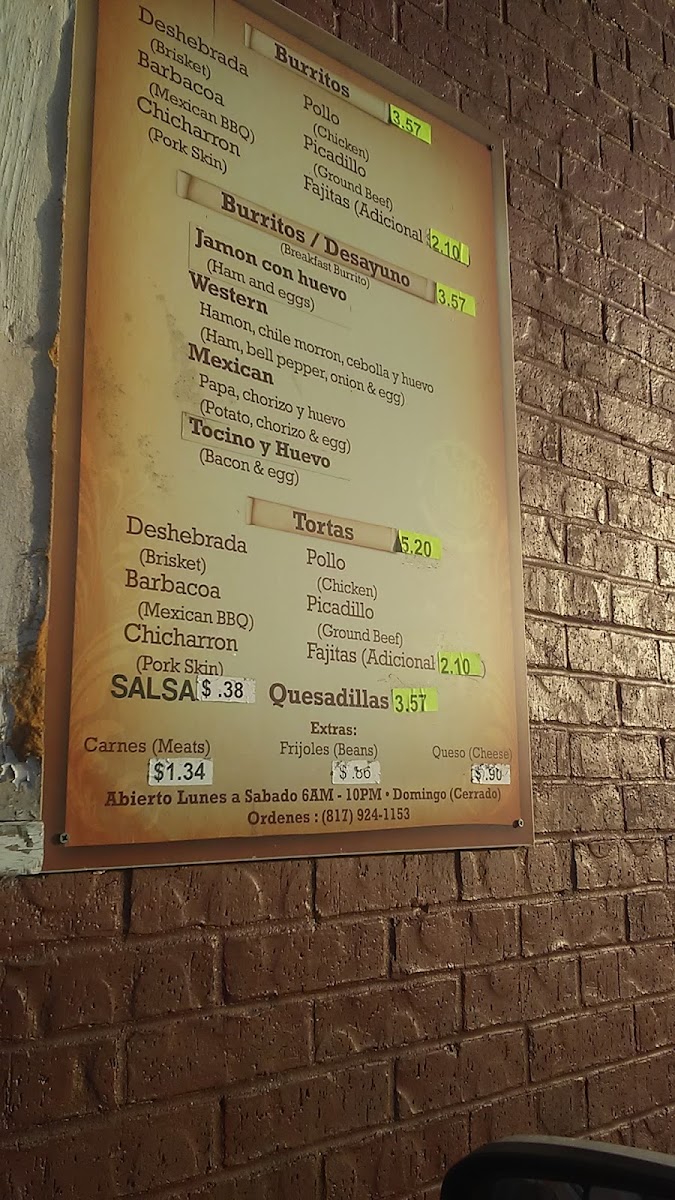 Burritos 3.57
Deshebrada
(Brisket)
Barbacoa
(Mexican BBQ)
Chicharron
(Pork Skin)
Pollo
(Chicken)
Picadillo
(Ground Beef)
Fajitas (Adicional 2.10)
Burritos / Desayuno 3.57
(Breakfast Burrito)
Jamon con huevo
(Ham and eggs)
Western
Hamon, chile morron, cebolla y huevo
(Ham, bell pepper, onion & egg)
Mexican
Papa, chorizo y huevo
(Potato, chorizo & egg)
Tocino y Huevo
(Bacon & egg)
Tortas 5.20
Deshebrada
(Brisket)
Barbacoa
(Mexican BBQ)
Chicharron
(Pork Skin)
Pollo
(Chicken)
Picadillo
(Ground Beef)
Fajitas (Adicional 2.10)
SALSA $ .38 Quesadillas 3.57
Extras:
Carnes (Meats) Frijoles (Beans) Queso (Cheese)
$1.34 $.90
Abierto Lunes a Sabado 6AM - 10PM • Domingo (Cerrado)
Ordenes : (817) 924-1153